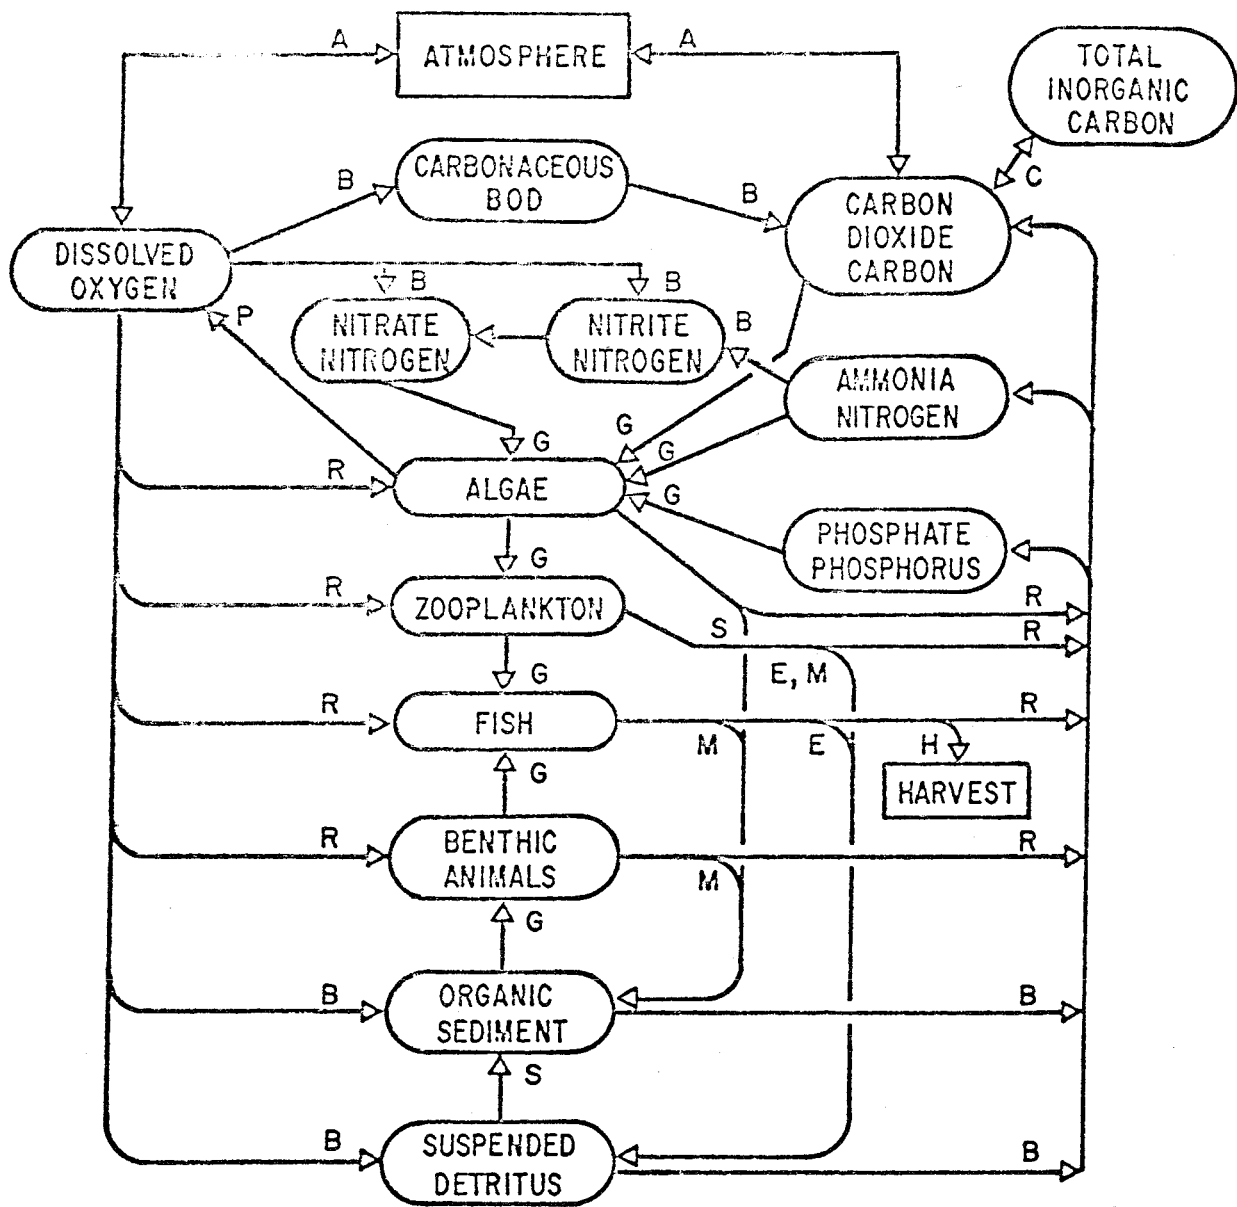 A
ATMOSPHERE
A
TOTAL
INORGANIC
CARBON
C
CARBONACEOUS
BOD
B
B
CARBON
DIOXIDE
CARBON
DISSOLVED
OXYGEN
B
B
P
NITRATE
NITROGEN
NITRITE
NITROGEN
B
AMMONIA
NITROGEN
G
G
G
R
ALGAE
G
PHOSPHATE
PHOSPHORUS
G
R
ZOOPLANKTON
R
S
R
E, M
G
R
FISH
R
M
E
H
HARVEST
G
R
BENTHIC
ANIMALS
R
M
G
B
ORGANIC
SEDIMENT
B
S
B
SUSPENDED
DETRITUS
B